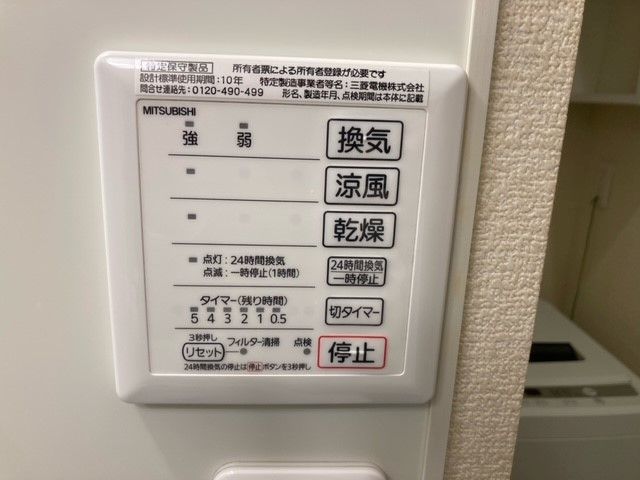 特定保守製品 所有者票による所有者登録が必要です
設計標準使用期間:10年 特定製造事業者等名:三菱電機株式会社
問合せ連絡先:0120-490-499 形名、製造年月、点検期間は本体に記載
MITSUBISHI
強 弱 換気
涼風
乾燥
点灯:24時間換気
点滅:一時停止(1時間)
24時間換気
一時停止
タイマー(残り時間)
5 4 3 2 1 0.5
切タイマー
3秒押し
リセット フィルター清掃 点検 停止
24時間換気の停止は停止ボタンを3秒押し